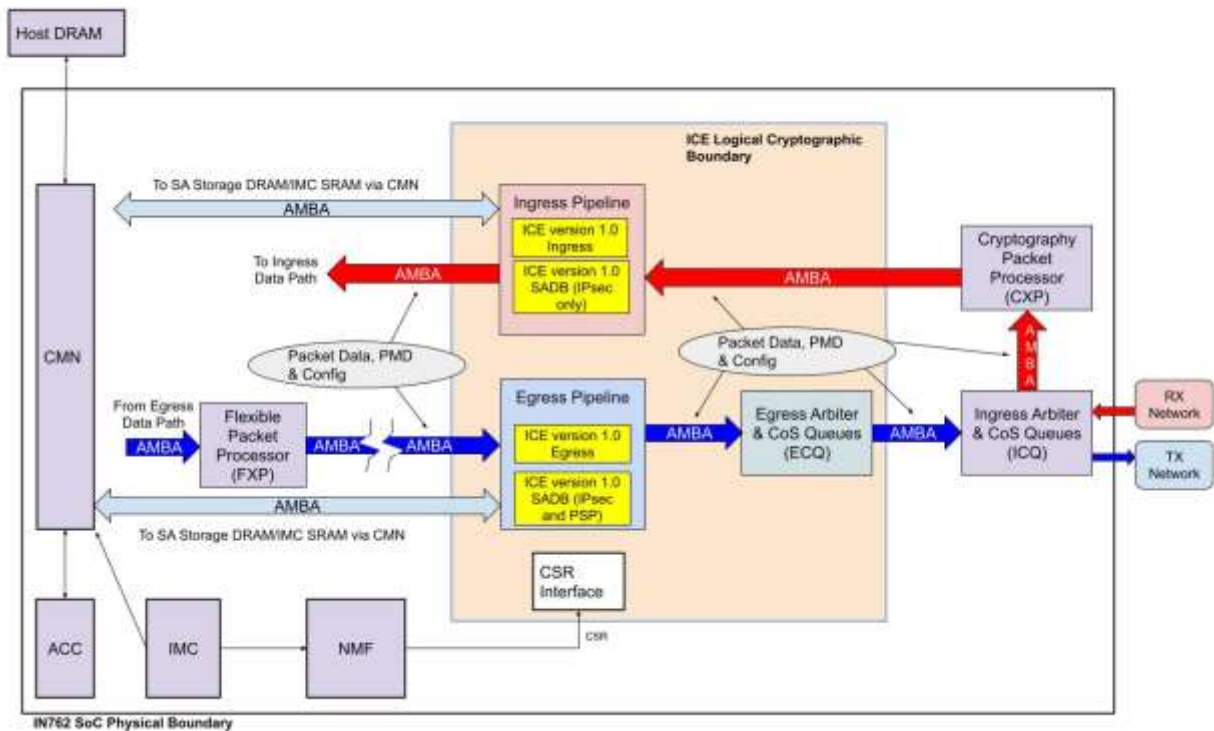 Host DRAM
ICE Logical Cryptographic
Boundary
To SA Storage DRAM/IMC SRAM via CMN
AMBA
Ingress Pipeline
ICE version 1.0
Ingress
ICE version 1.0
SADB (IPsec
only)
To Ingress
Data Path
AMBA
AMBA
Cryptography
Packet
Processor
(CXP)
CMN
Packet Data, PMD
& Config
Packet Data, PMD
& Config
AMBA
From Egress
Data Path
AMBA
Flexible
Packet
Processor
(FXP)
AMBA
AMBA
Egress Pipeline
ICE version 1.0
Egress
ICE version 1.0
SADB (IPsec
and PSP)
AMBA
Egress Arbiter
& CoS Queues
(ECQ)
AMBA
Ingress Arbiter
& CoS Queues
(ICQ)
RX
Network
TX
Network
AMBA
To SA Storage DRAM/IMC SRAM via CMN
CSR
Interface
CSR
ACC
IMC
NMF
IN762 SoC Physical Boundary